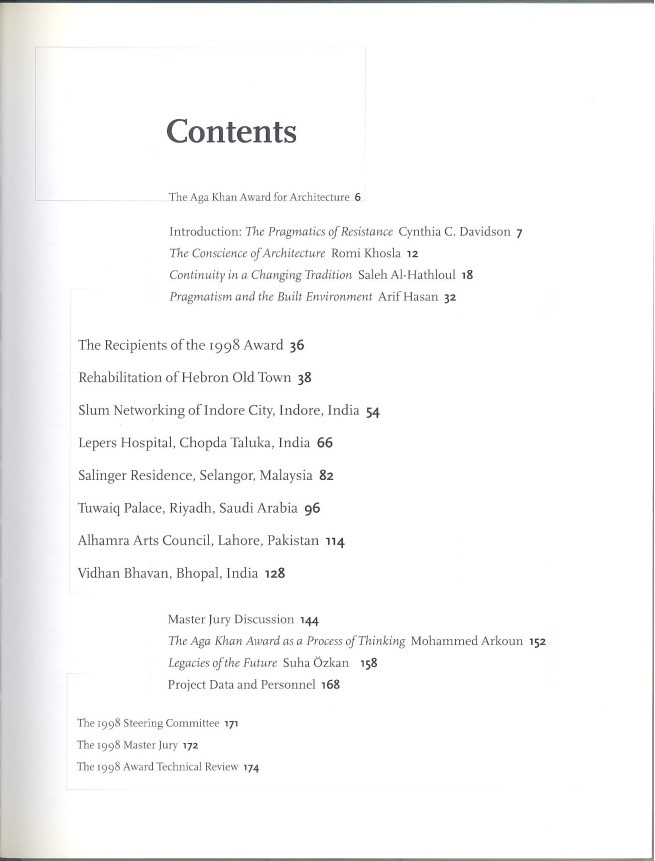 Contents
The Aga Khan Award for Architecture 6
Introduction: The Pragmatics of Resistance Cynthia C. Davidson 7
The Conscience of Architecture Romi Khosla 12
Continuity in a Changing Tradition Saleh Al-Hathloul 18
Pragmatism and the Built Environment Arif Hasan 32
The Recipients of the 1998 Award 36
Rehabilitation of Hebron Old Town 38
Slum Networking of Indore City, Indore, India 54
Lepers Hospital, Chopda Taluka, India 66
Salinger Residence, Selangor, Malaysia 82
Tuwaiq Palace, Riyadh, Saudi Arabia 96
Alhamra Arts Council, Lahore, Pakistan 114
Vidhan Bhavan, Bhopal, India 128
Master Jury Discussion 144
The Aga Khan Award as a Process of Thinking Mohammed Arkoun 152
Legacies of the Future Suha Özkan 158
Project Data and Personnel 168
The 1998 Steering Committee 171
The 1998 Master Jury 172
The 1998 Award Technical Review 174